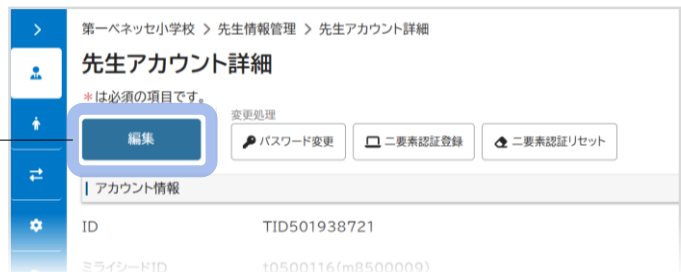 第一ベネッセ小学校 > 先生情報管理 > 先生アカウント詳細
先生アカウント詳細
*は必須の項目です。
変更処理
編集 パスワード変更 二要素認証登録 二要素認証リセット
アカウント情報
ID TID501938721
ミライシードID t0500116(m8500009)